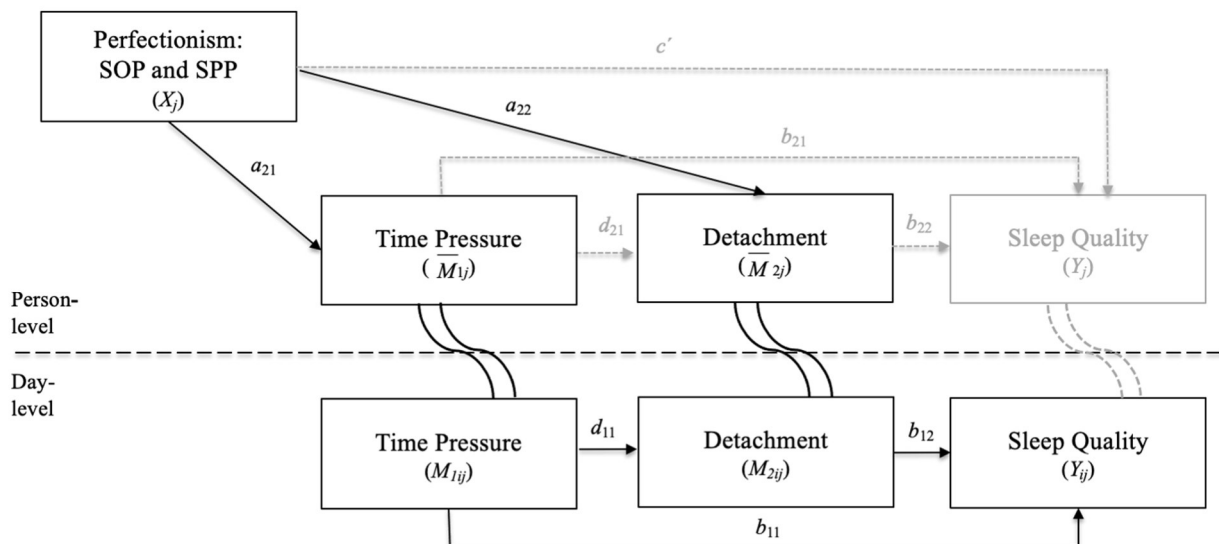 Perfectionism:
SOP and SPP
(Xj)
c´
a22
b21
a21
Time Pressure
(M̅1j)
d21
Detachment
(M̅2j)
b22
Sleep Quality
(Yj)
Person-
level
Day-
level
Time Pressure
(M1ij)
d11
Detachment
(M2ij)
b12
Sleep Quality
(Yij)
b11